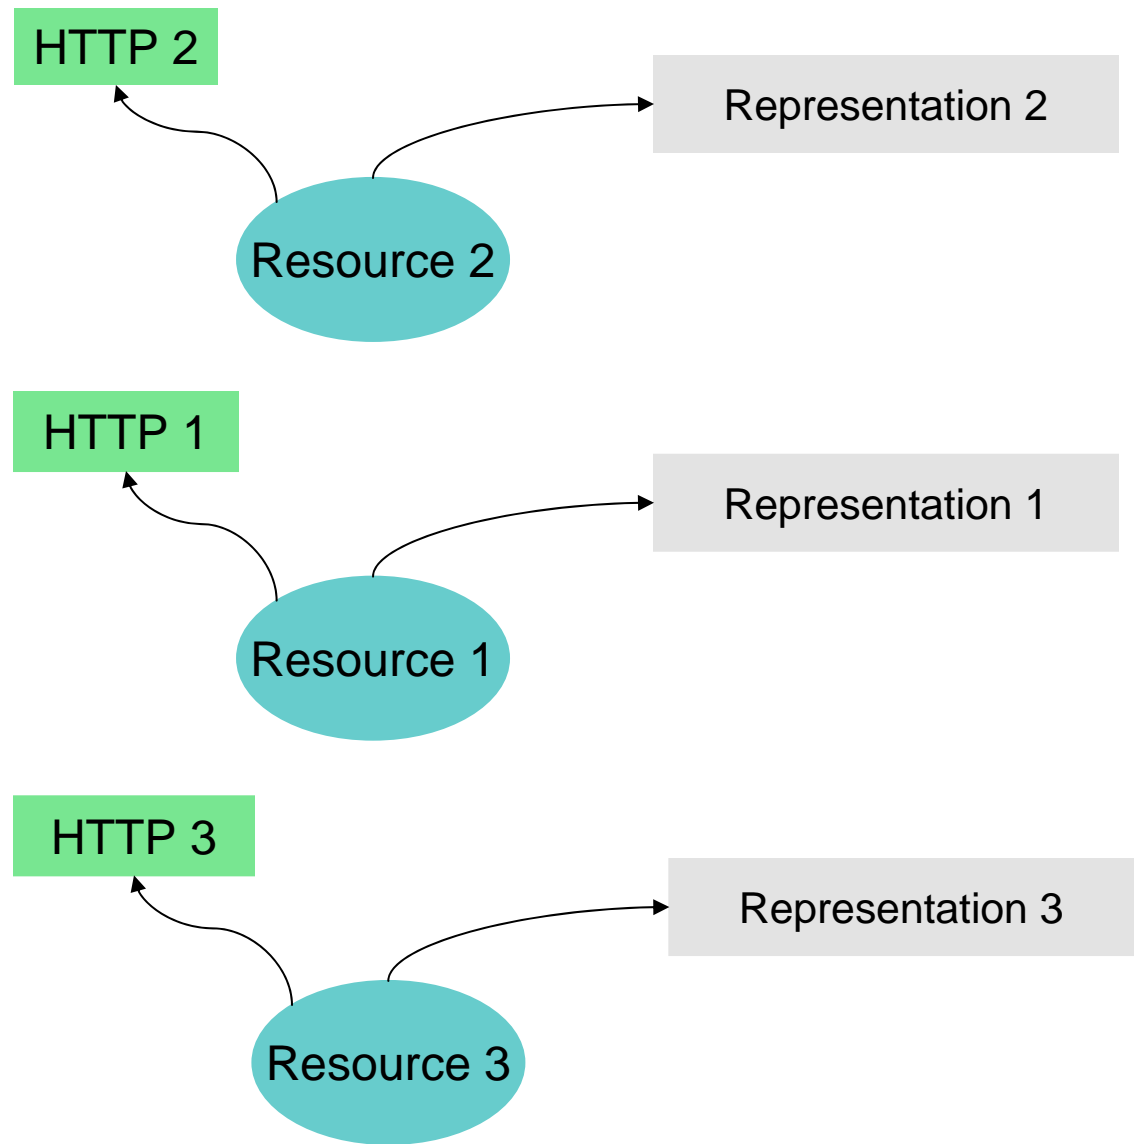 HTTP 2
Representation 2
Resource 2
HTTP 1
Representation 1
Resource 1
HTTP 3
Representation 3
Resource 3